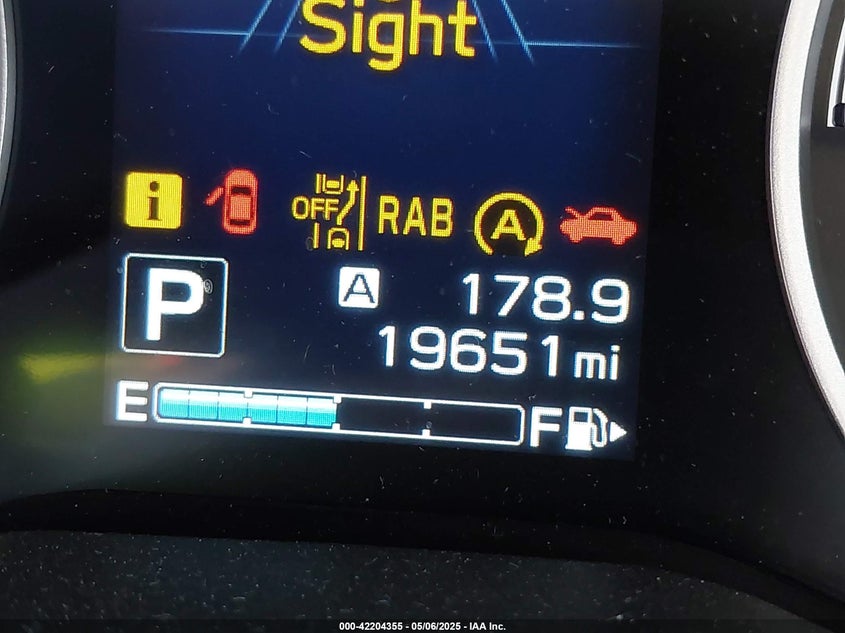 Sight
i
OFF RAB A
P A 178.9
19651 mi
E F
000-42204355 - 05/06/2025 - IAA Inc.